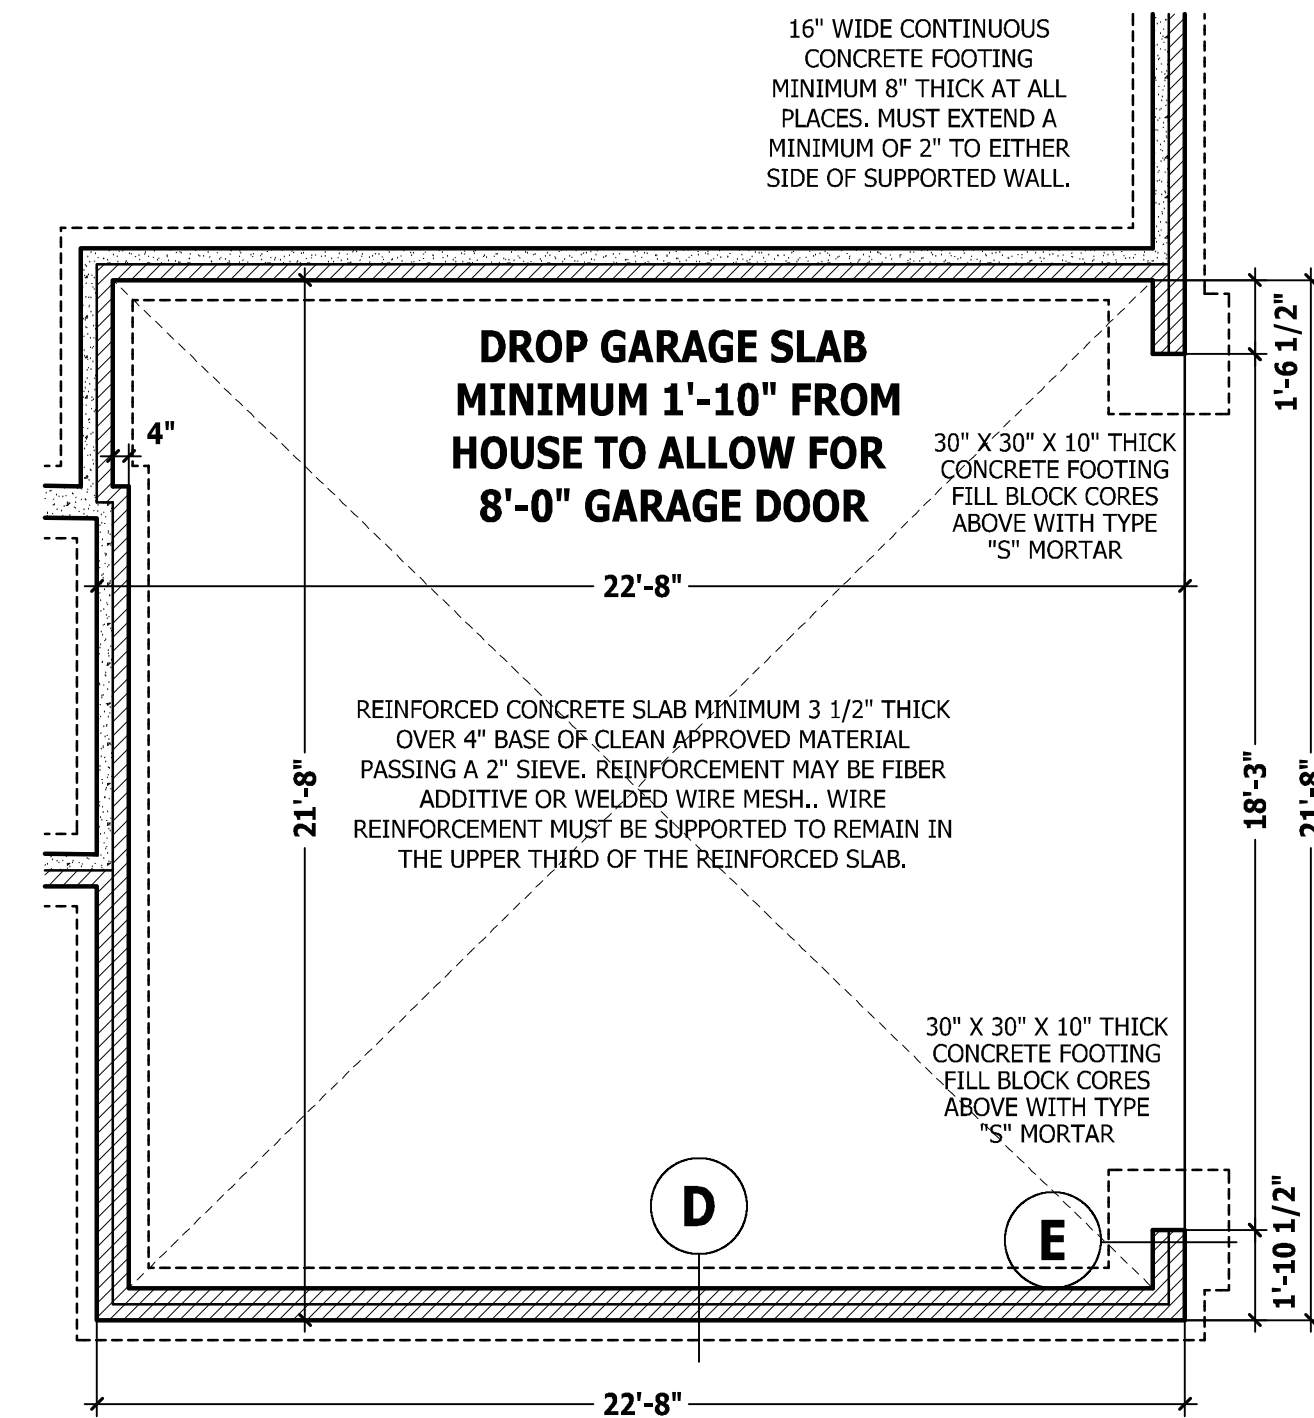 16" WIDE CONTINUOUS
CONCRETE FOOTING
MINIMUM 8" THICK AT ALL
PLACES. MUST EXTEND A
MINIMUM OF 2" TO EITHER
SIDE OF SUPPORTED WALL.
DROP GARAGE SLAB
MINIMUM 1'-10" FROM
HOUSE TO ALLOW FOR
8'-0" GARAGE DOOR
1'-6 1/2"
4"
30" X 30" X 10" THICK
CONCRETE FOOTING
FILL BLOCK CORES
ABOVE WITH TYPE
"S" MORTAR
22'-8"
REINFORCED CONCRETE SLAB MINIMUM 3 1/2" THICK
OVER 4" BASE OF CLEAN APPROVED MATERIAL
PASSING A 2" SIEVE. REINFORCEMENT MAY BE FIBER
ADDITIVE OR WELDED WIRE MESH.. WIRE
REINFORCEMENT MUST BE SUPPORTED TO REMAIN IN
THE UPPER THIRD OF THE REINFORCED SLAB.
21'-8"
18'-3"
21'-8"
30" X 30" X 10" THICK
CONCRETE FOOTING
FILL BLOCK CORES
ABOVE WITH TYPE
"S" MORTAR
D
E
1'-10 1/2"
22'-8"